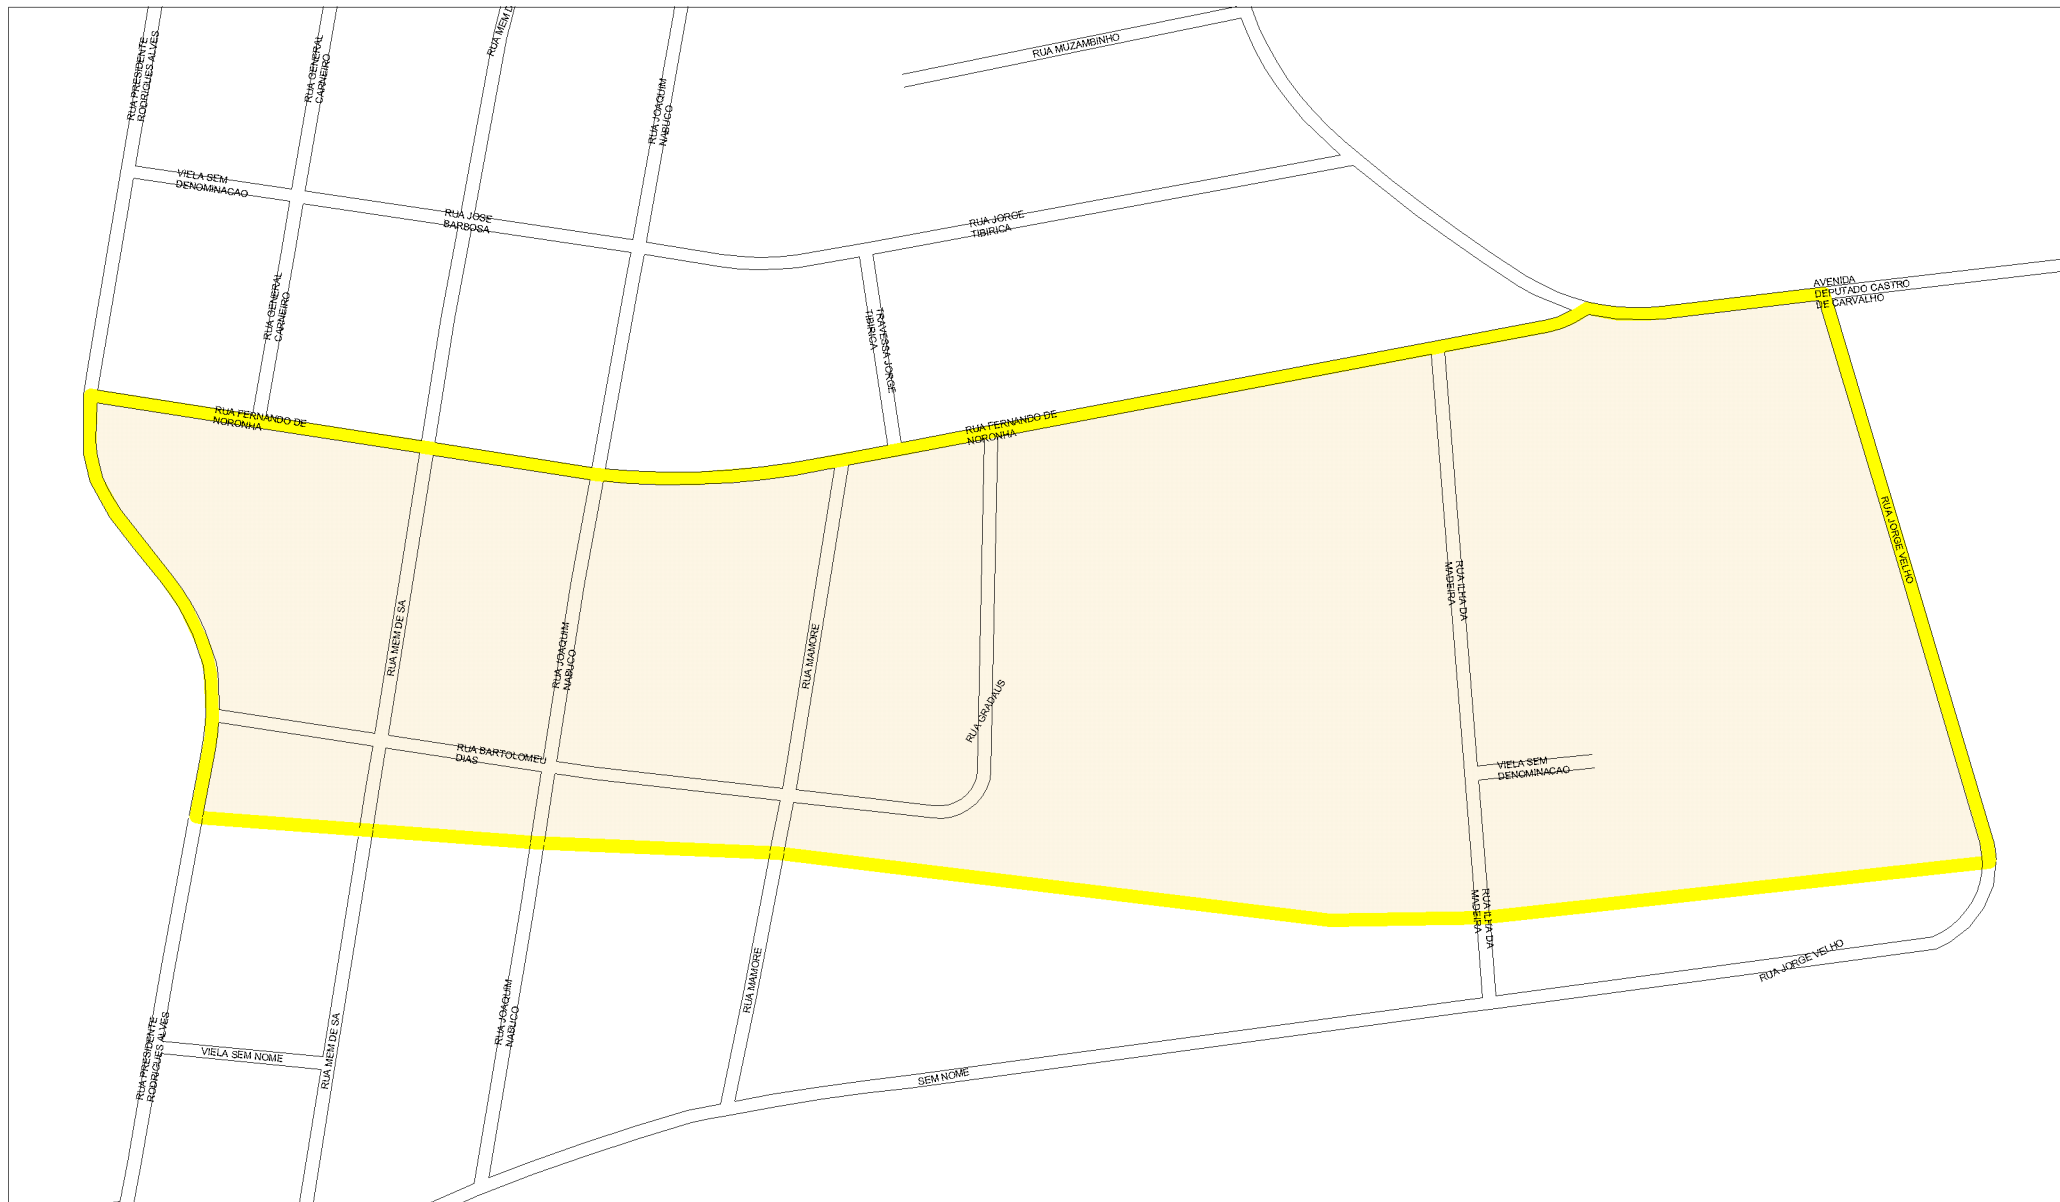 RUA PRESIDENTE
RODRIGUES ALVES
RUA GENERAL
CARNEIRO
RUA MEM D
RUA JOAQUIM
NABUCO
RUA MUZAMBINHO
VIELA SEM
DENOMINACAO
RUA JOSE
BARBOSA
RUA JORGE
TIBIRICA
RUA GENERAL
CARNEIRO
TRAVESSA JORGE
TIBIRICA
AVENIDA
DEPUTADO CASTRO
DE CARVALHO
RUA FERNANDO DE
NORONHA
RUA FERNANDO DE
NORONHA
RUA JORGE VELHO
RUA ILHA DA
MADEIRA
RUA MEM DE SA
RUA JOAQUIM
NABUCO
RUA MAMORE
RUA GRADAUS
RUA BARTOLOMEU
DIAS
VIELA SEM
DENOMINACAO
RUA ILHA DA
MADEIRA
RUA JORGE VELHO
RUA MAMORE
RUA JOAQUIM
NABUCO
RUA PRESIDENTE
RODRIGUES ALVES
VIELA SEM NOME
RUA MEM DE SA
SEM NOME